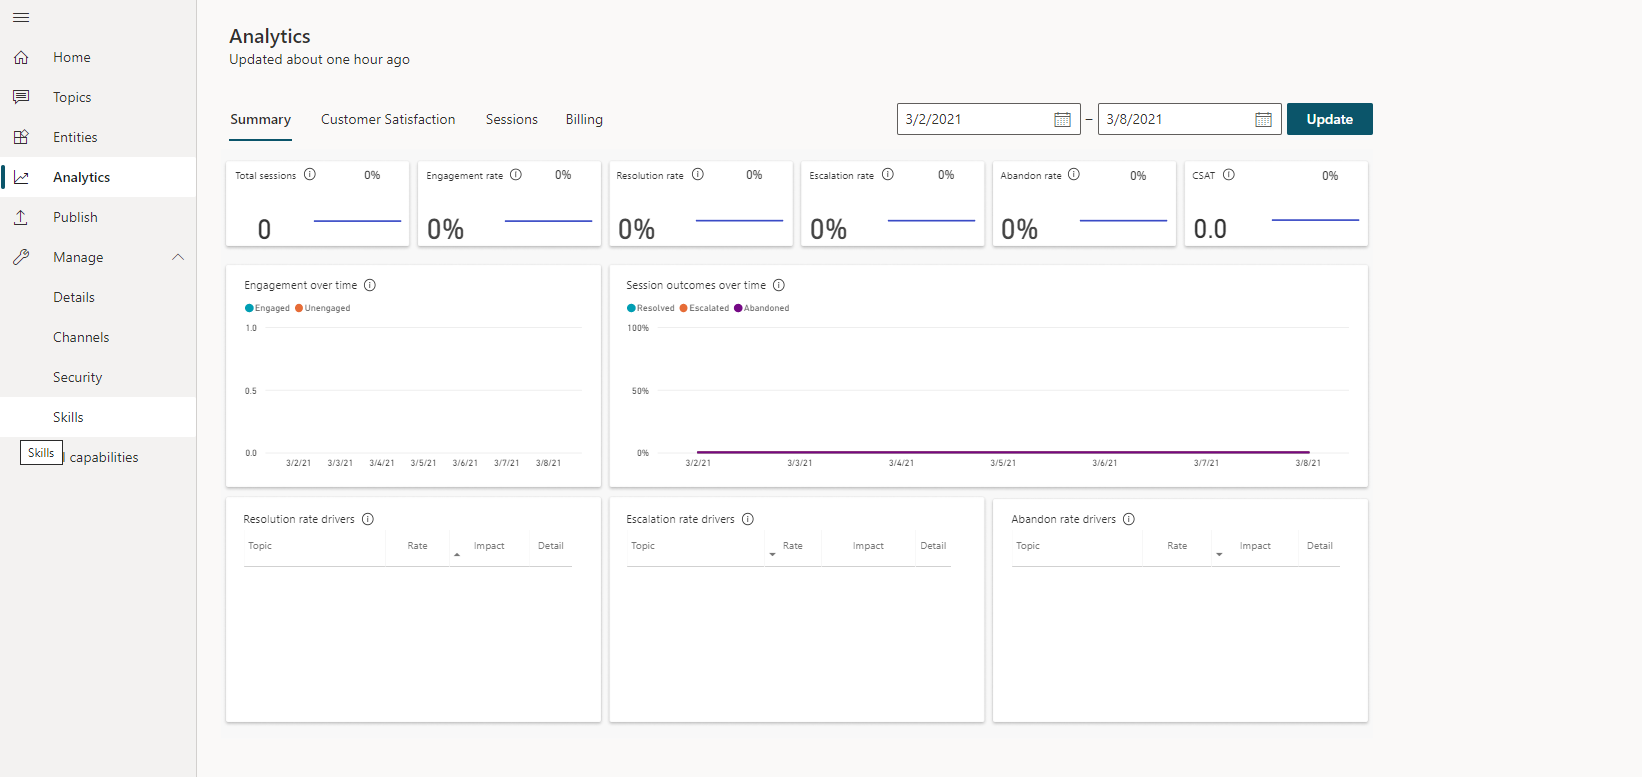 Home
Topics
Entities
Analytics
Publish
Manage
Details
Channels
Security
Skills
Skills
capabilities
Analytics
Updated about one hour ago
Summary Customer Satisfaction Sessions Billing
3/2/2021 – 3/8/2021 Update
Total sessions 0%
0
Engagement rate 0%
0%
Resolution rate 0%
0%
Escalation rate 0%
0%
Abandon rate 0%
0%
CSAT 0%
0.0
Engagement over time
Engaged Unengaged
1.0
0.5
0.0
3/2/21 3/3/21 3/4/21 3/5/21 3/6/21 3/7/21 3/8/21
Session outcomes over time
Resolved Escalated Abandoned
100%
50%
0%
3/2/21 3/3/21 3/4/21 3/5/21 3/6/21 3/7/21 3/8/21
Resolution rate drivers
Topic Rate Impact Detail
Escalation rate drivers
Topic Rate Impact Detail
Abandon rate drivers
Topic Rate Impact Detail